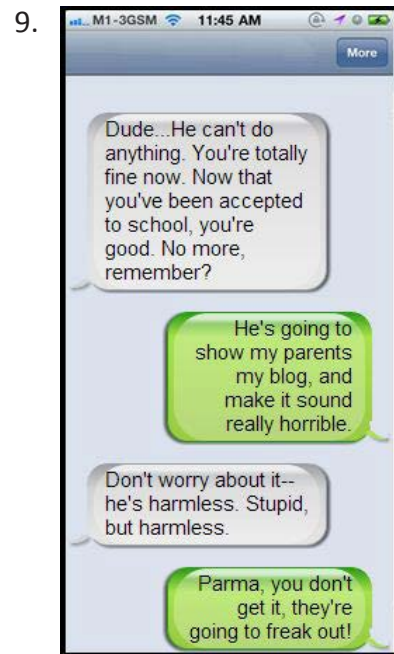 9.
M1-3GSM 11:45 AM
More
Dude...He can't do
anything. You're totally
fine now. Now that
you've been accepted
to school, you're
good. No more,
remember?
He's going to
show my parents
my blog, and
make it sound
really horrible.
Don't worry about it--
he's harmless. Stupid,
but harmless.
Parma, you don't
get it, they're
going to freak out!